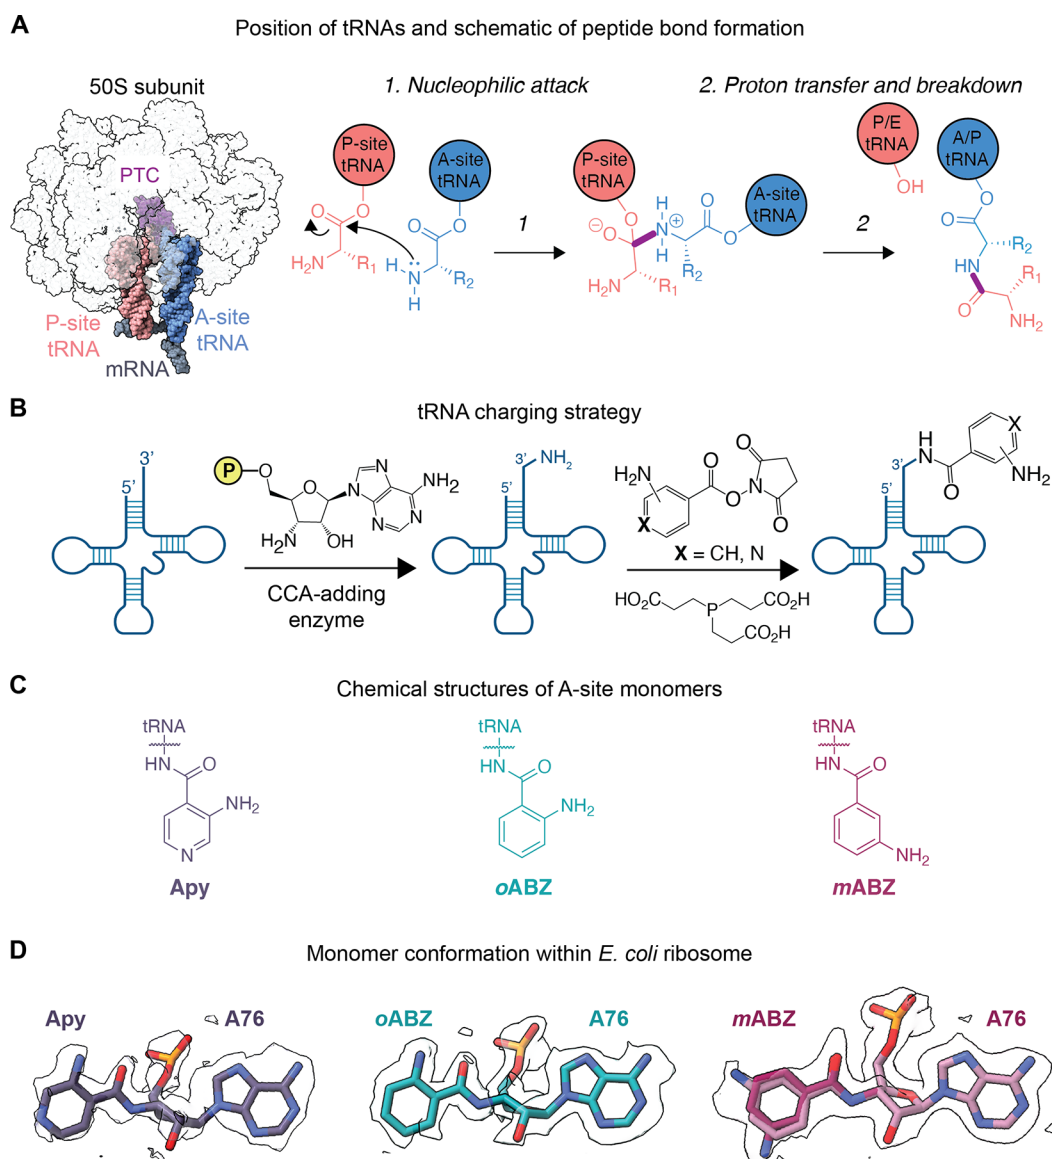 A
Position of tRNAs and schematic of peptide bond formation
50S subunit
1. Nucleophilic attack
2. Proton transfer and breakdown
PTC
P-site
tRNA
mRNA
A-site
tRNA
P-site
tRNA
O
O
H₂N
R₁
A-site
tRNA
O
O
H
N
H
R₂
1
P-site
tRNA
O
⊖O
H
N⊕
H
O
O
A-site
tRNA
H₂N
R₁
R₂
2
P/E
tRNA
OH
A/P
tRNA
O
O
R₂
HN
R₁
O
NH₂
B
tRNA charging strategy
3’
5’
P
O
O
N
N
N
N
NH₂
H₂N
OH
CCA-adding
enzyme
3’
NH₂
5’
H₂N
X
O
O
N
O
O
X = CH, N
HO₂C
P
CO₂H
CO₂H
3’
5’
H
N
O
X
NH₂
C
Chemical structures of A-site monomers
tRNA
HN
O
NH₂
N
Apy
tRNA
HN
O
NH₂
oABZ
tRNA
HN
O
NH₂
mABZ
D
Monomer conformation within E. coli ribosome
Apy
A76
oABZ
A76
mABZ
A76